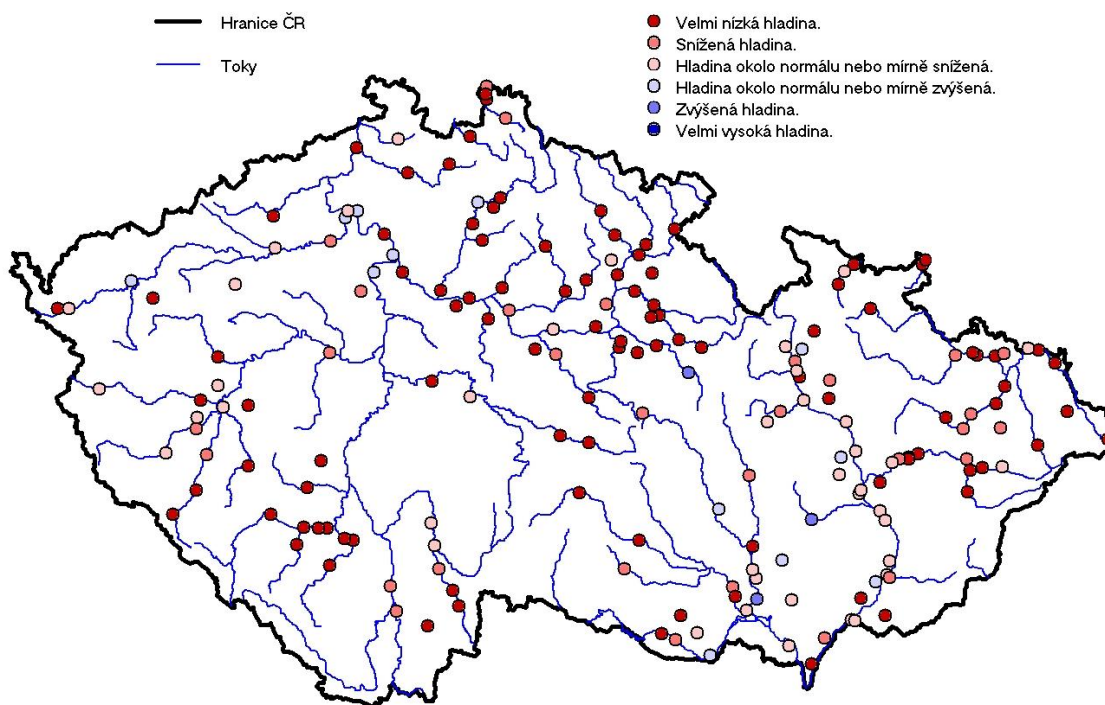 Hranice ČR
Toky
Velmi nízká hladina.
Snížená hladina.
Hladina okolo normálu nebo mírně snížená.
Hladina okolo normálu nebo mírně zvýšená.
Zvýšená hladina.
Velmi vysoká hladina.